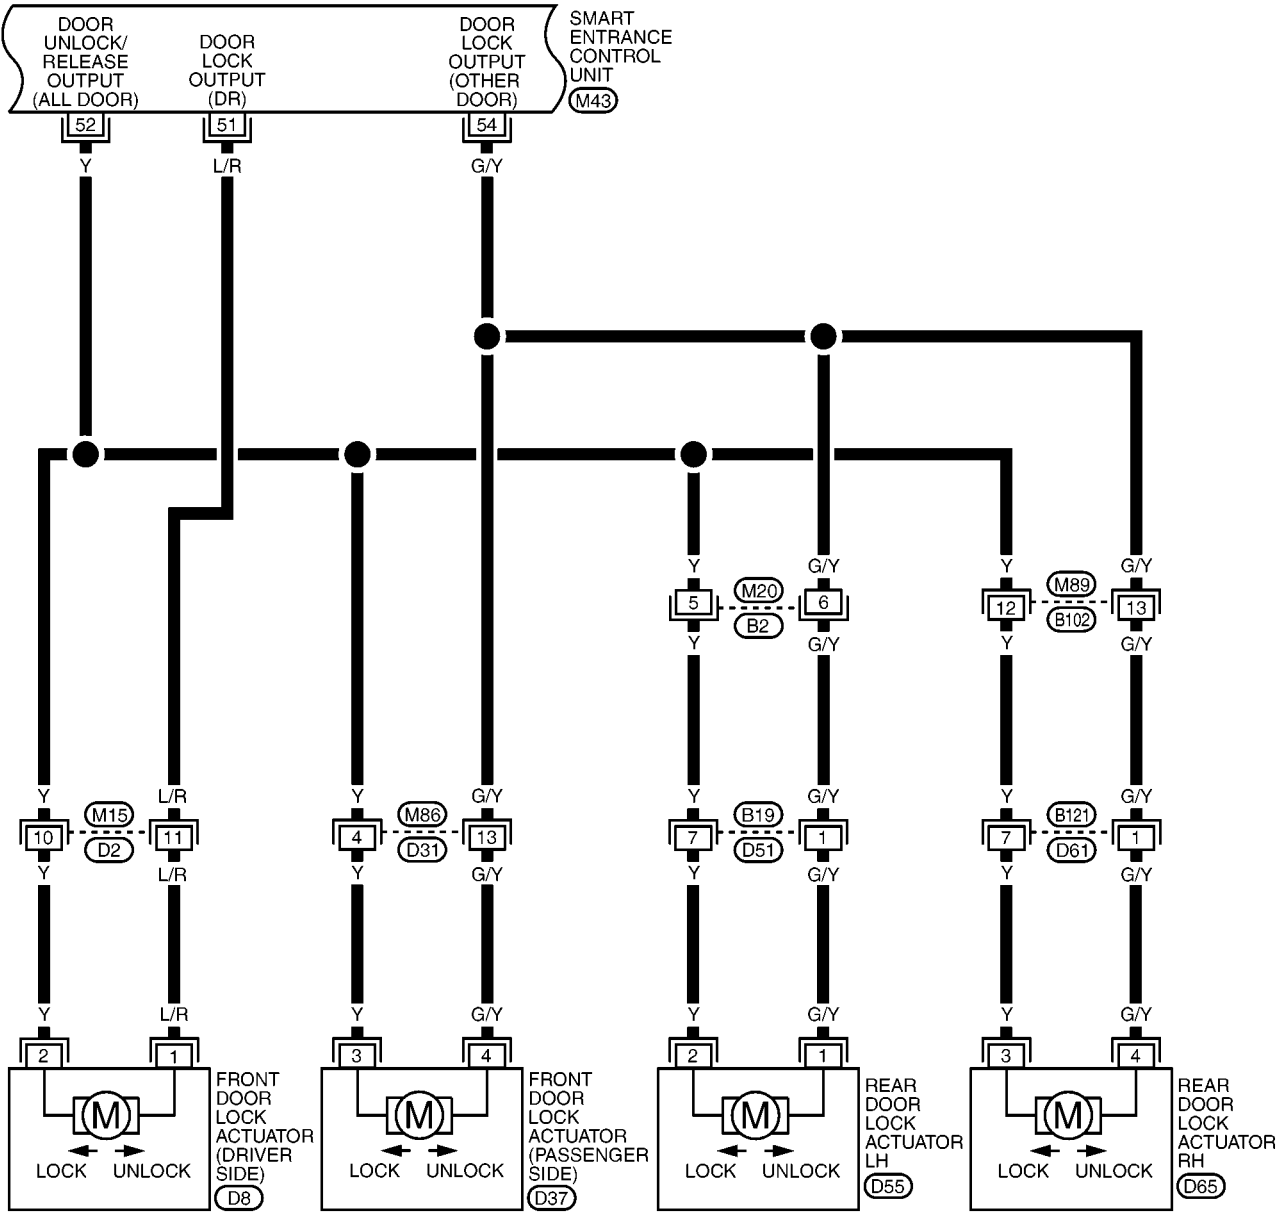 DOOR
UNLOCK/
RELEASE
OUTPUT
(ALL DOOR)
DOOR
LOCK
OUTPUT
(DR)
DOOR
LOCK
OUTPUT
(OTHER
DOOR)
SMART
ENTRANCE
CONTROL
UNIT
M43
52
51
54
Y
L/R
G/Y
Y
G/Y
Y
G/Y
5
M20
B2
6
12
M89
B102
13
Y
G/Y
Y
G/Y
Y
L/R
Y
G/Y
Y
G/Y
Y
G/Y
10
M15
D2
11
4
M86
D31
13
7
B19
D51
1
7
B121
D61
1
Y
L/R
Y
G/Y
Y
G/Y
Y
G/Y
Y
L/R
Y
G/Y
Y
G/Y
Y
G/Y
2
1
3
4
2
1
3
4
M
LOCK
UNLOCK
FRONT
DOOR
LOCK
ACTUATOR
(DRIVER
SIDE)
D8
M
LOCK
UNLOCK
FRONT
DOOR
LOCK
ACTUATOR
(PASSENGER
SIDE)
D37
M
LOCK
UNLOCK
REAR
DOOR
LOCK
ACTUATOR
LH
D55
M
LOCK
UNLOCK
REAR
DOOR
LOCK
ACTUATOR
RH
D65